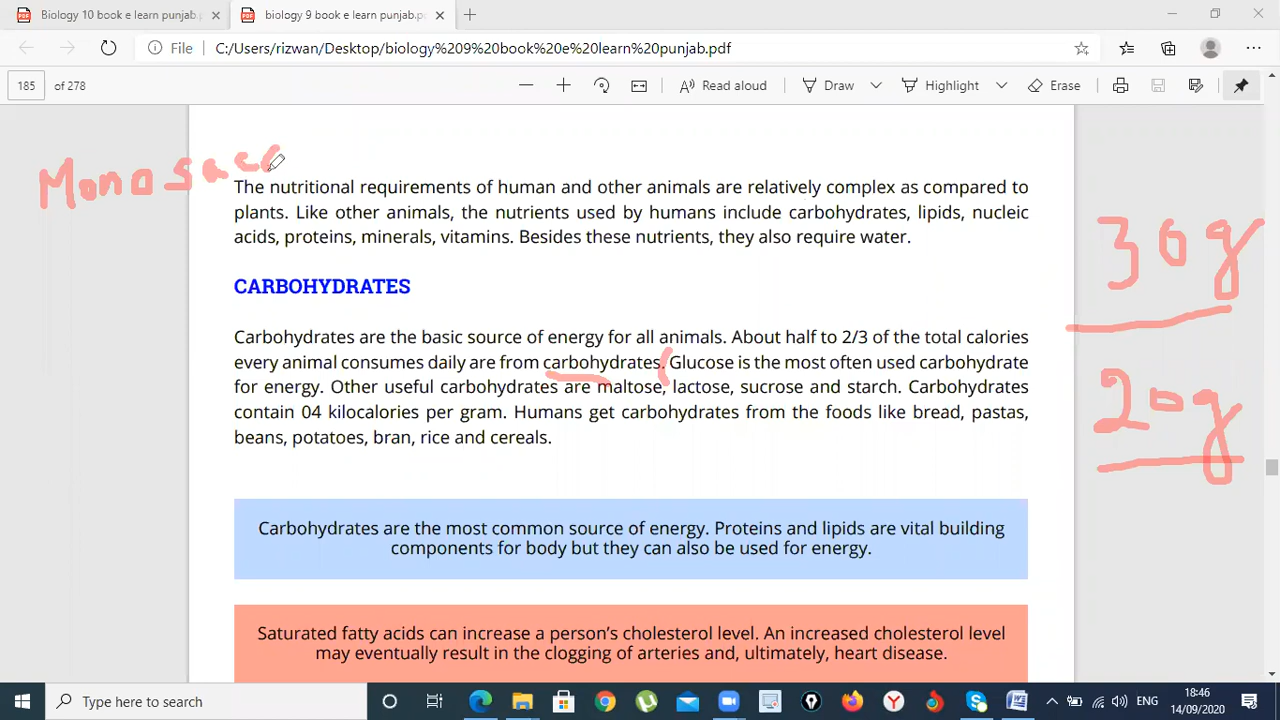 Biology 10 book e learn punjab.p
biology 9 book e learn punjab.pd
File
C:/Users/rizwan/Desktop/biology%209%20book%20e%20learn%20punjab.pdf
185 of 278
Read aloud
Draw
Highlight
Erase
Monosacc
The nutritional requirements of human and other animals are relatively complex as compared to
plants. Like other animals, the nutrients used by humans include carbohydrates, lipids, nucleic
acids, proteins, minerals, vitamins. Besides these nutrients, they also require water.
30g
CARBOHYDRATES
Carbohydrates are the basic source of energy for all animals. About half to 2/3 of the total calories
every animal consumes daily are from carbohydrates. Glucose is the most often used carbohydrate
for energy. Other useful carbohydrates are maltose, lactose, sucrose and starch. Carbohydrates
contain 04 kilocalories per gram. Humans get carbohydrates from the foods like bread, pastas,
beans, potatoes, bran, rice and cereals.
20g
Carbohydrates are the most common source of energy. Proteins and lipids are vital building
components for body but they can also be used for energy.
Saturated fatty acids can increase a person's cholesterol level. An increased cholesterol level
may eventually result in the clogging of arteries and, ultimately, heart disease.
Type here to search
ENG
18:46
14/09/2020